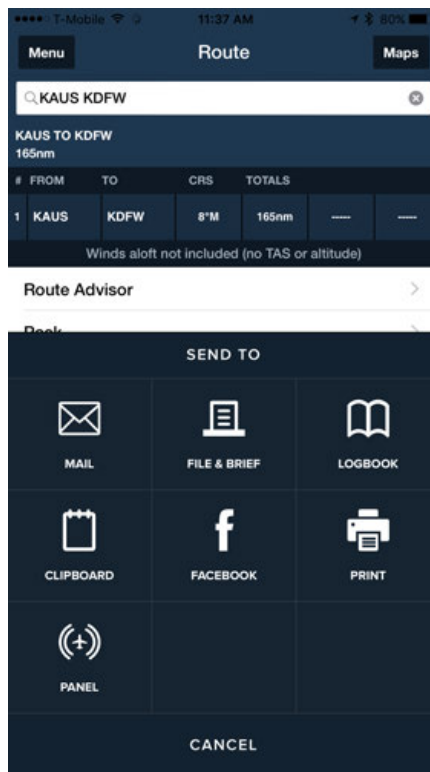 T-Mobile 11:37 AM 80%
Menu Route Maps
KAUS KDFW
KAUS TO KDFW
165nm
# FROM TO CRS TOTALS
1 KAUS KDFW 8°M 165nm ----- -----
Winds aloft not included (no TAS or altitude)
Route Advisor
Pack
SEND TO
MAIL FILE & BRIEF LOGBOOK
CLIPBOARD FACEBOOK PRINT
PANEL
CANCEL